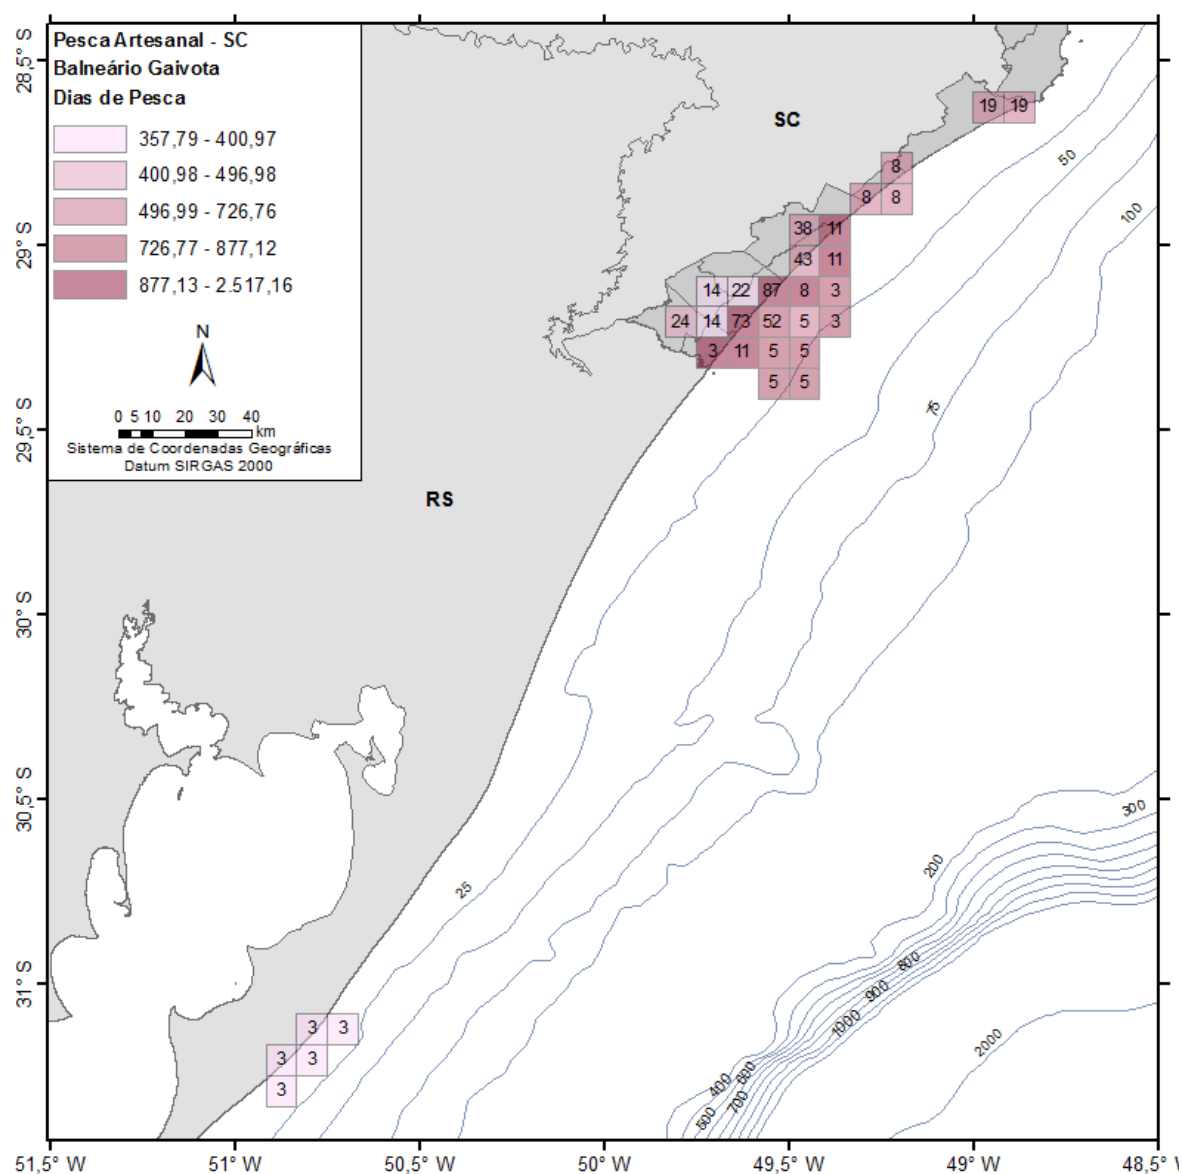 Pesca Artesanal - SC
Balneário Gaivota
Dias de Pesca
357,79 - 400,97
400,98 - 496,98
496,99 - 726,76
726,77 - 877,12
877,13 - 2.517,16
N
0 5 10 20 30 40
km
Sistema de Coordenadas Geográficas
Datum SIRGAS 2000
SC
RS
19 19
8
8 8
38 11
43 11
14 22 87 8 3
24 14 73 52 5 3
3 11 5 5
5 5
3 3
3 3
3
50
100
75
25
300
200
800
900
1000
2000
400
600
500
700
28,5° S
29° S
29,5° S
30° S
30,5° S
31° S
51,5° W 51° W 50,5° W 50° W 49,5° W 49° W 48,5° W